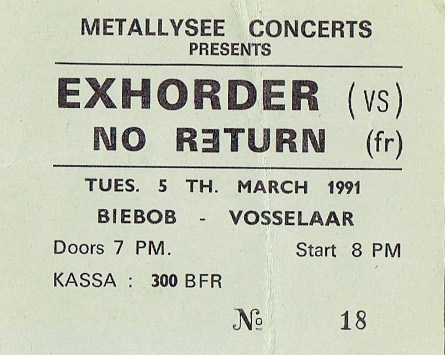 METALLYSEE CONCERTS
PRESENTS
EXHORDER (VS)
NO RƎTURN (fr)
TUES. 5 TH. MARCH 1991
BIEBOB - VOSSELAAR
Doors 7 PM. Start 8 PM
KASSA : 300 BFR
No 18